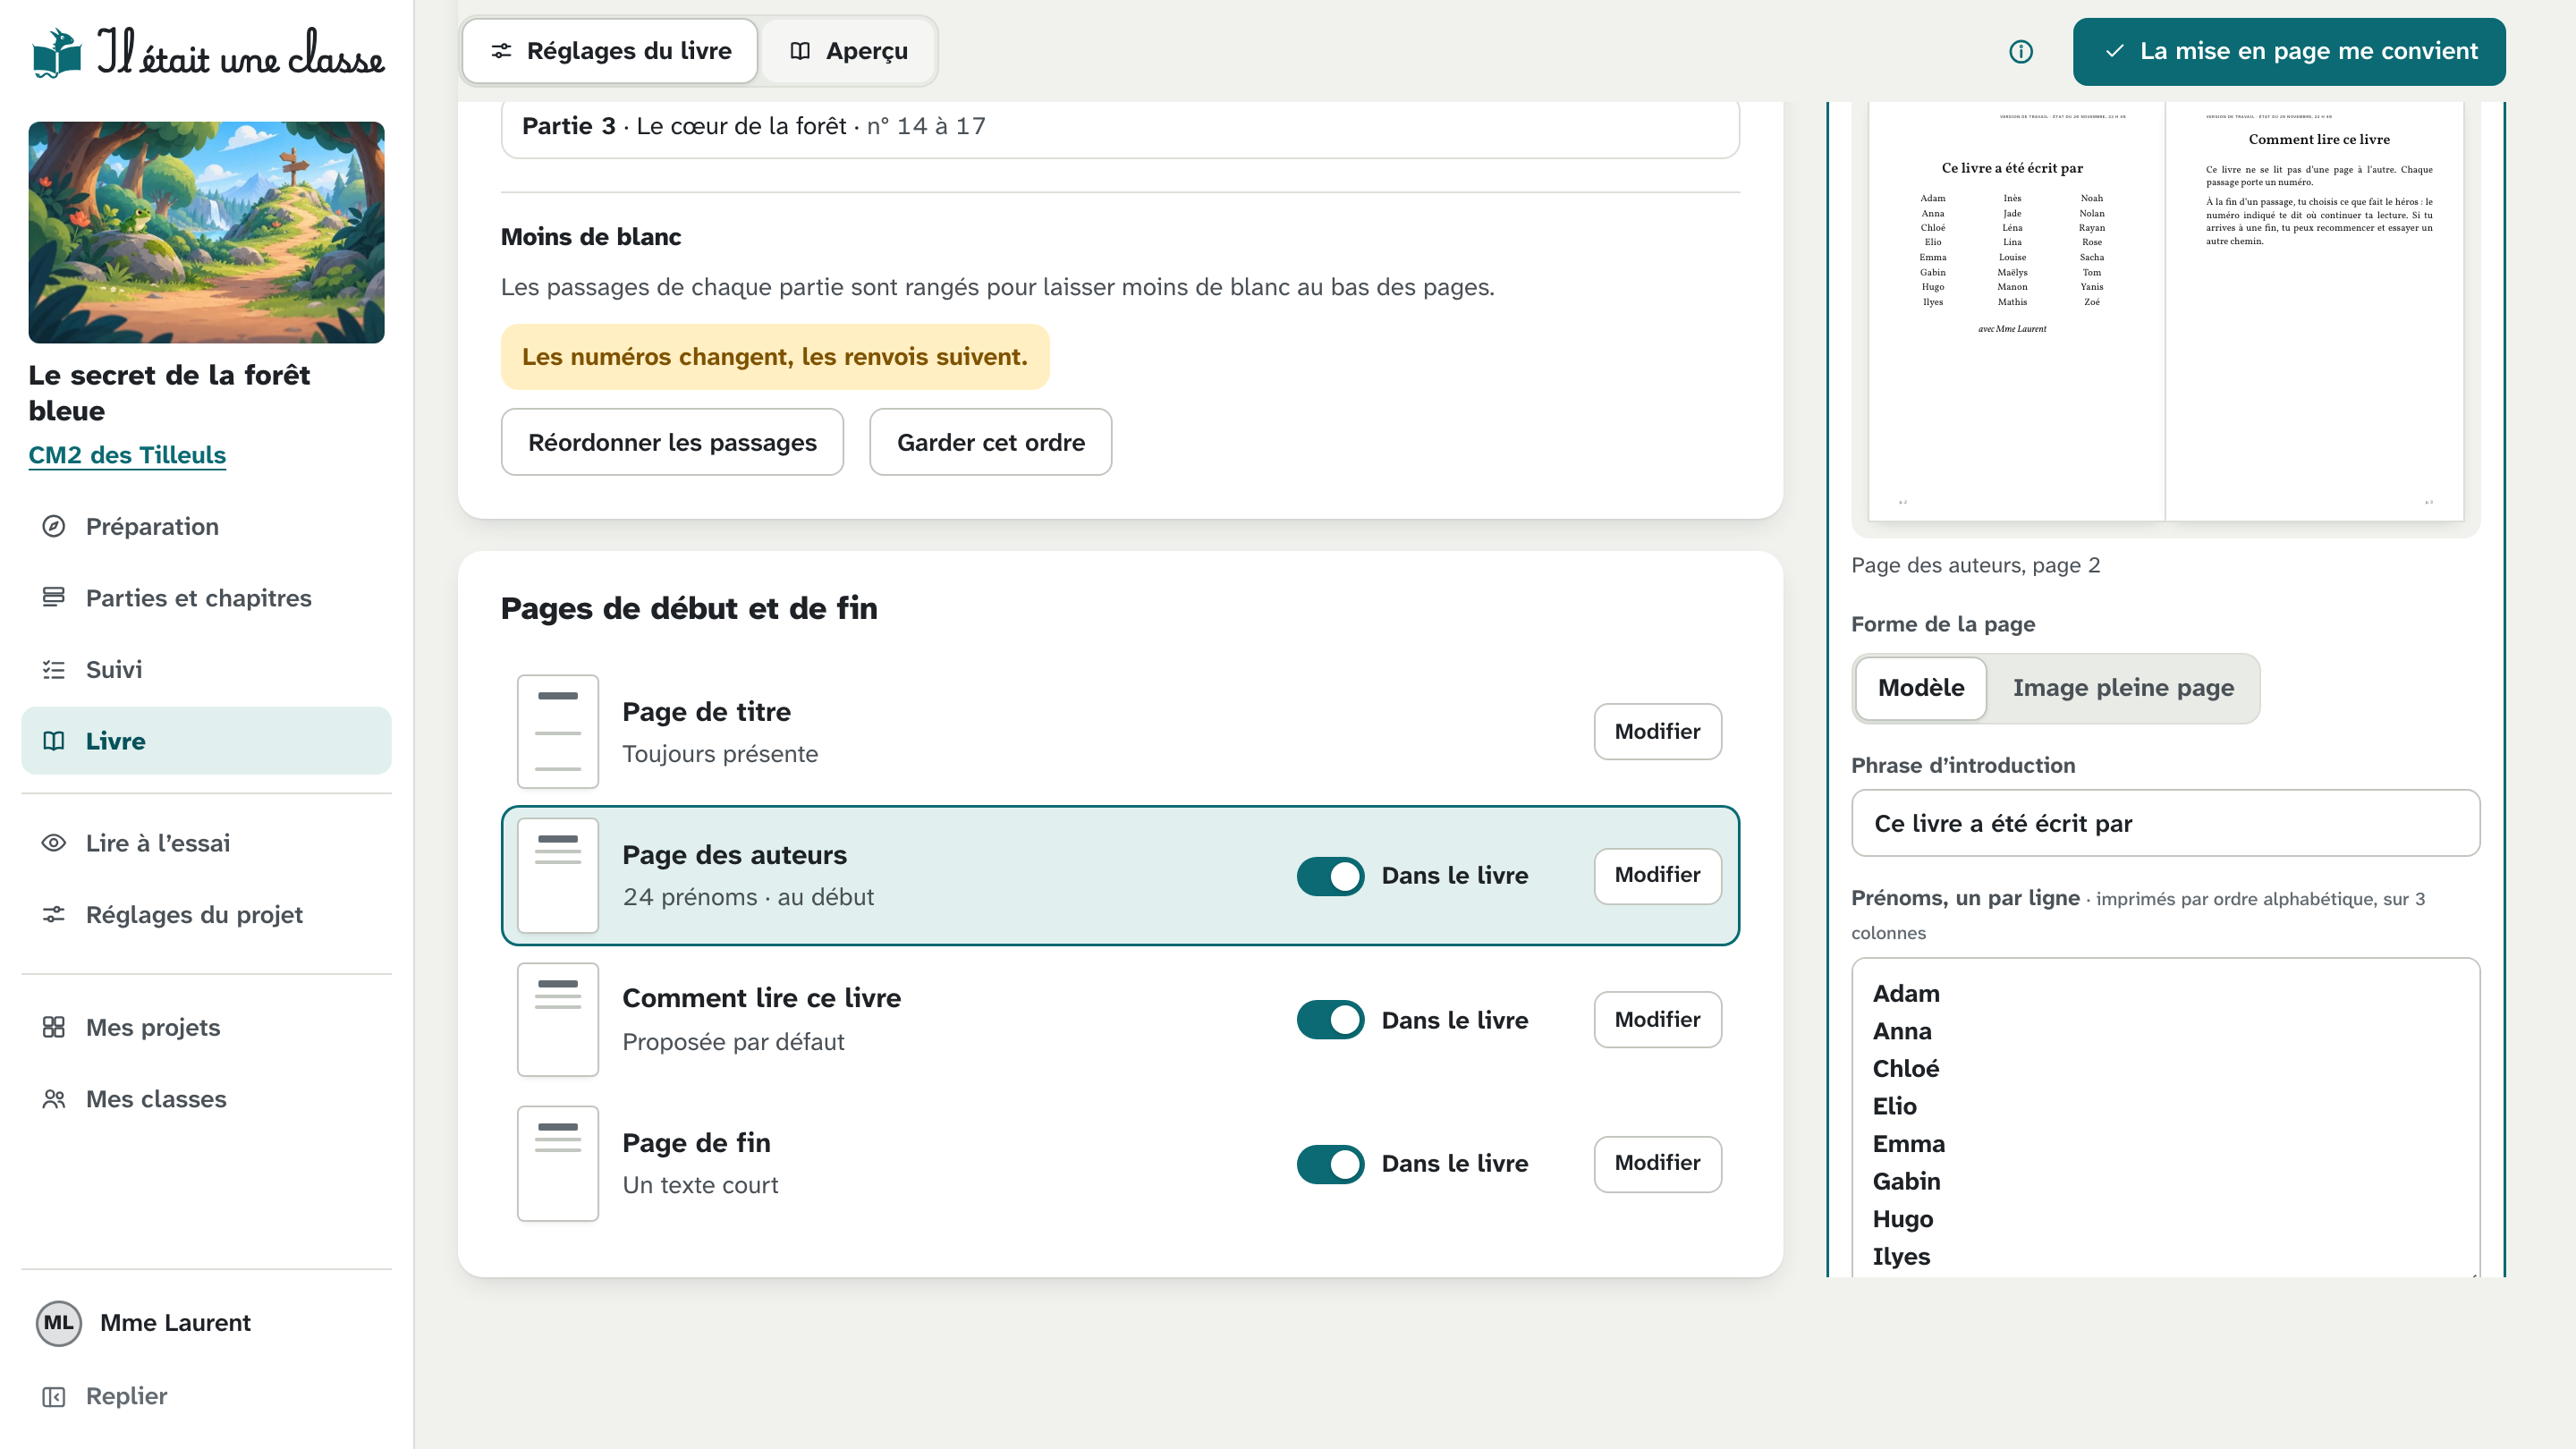 Il était une classe
Le secret de la forêt
bleue
CM2 des Tilleuls
Préparation
Parties et chapitres
Suivi
Livre
Lire à l’essai
Réglages du projet
Mes projets
Mes classes
ML Mme Laurent
Replier
Réglages du livre
Aperçu
La mise en page me convient
Partie 3 · Le cœur de la forêt · n° 14 à 17
Moins de blanc
Les passages de chaque partie sont rangés pour laisser moins de blanc au bas des pages.
Les numéros changent, les renvois suivent.
Réordonner les passages
Garder cet ordre
Pages de début et de fin
Page de titre
Toujours présente
Modifier
Page des auteurs
24 prénoms · au début
Dans le livre
Modifier
Comment lire ce livre
Proposée par défaut
Dans le livre
Modifier
Page de fin
Un texte court
Dans le livre
Modifier
Ce livre a été écrit par
Adam Inès Noah
Anna Jade Nolan
Chloé Léna Rayan
Elio Lina Rose
Emma Louise Sacha
Gabin Maëlys Tom
Hugo Manon Yanis
Ilyes Mathis Zoé
avec Mme Laurent
Comment lire ce livre
Ce livre ne se lit pas d’une page à l’autre. Chaque
passage porte un numéro.
À la fin d’un passage, tu choisis ce que fait le héros : le
numéro indiqué te dit où continuer ta lecture. Si tu
arrives à une fin, tu peux recommencer et essayer un
autre chemin.
Page des auteurs, page 2
Forme de la page
Modèle
Image pleine page
Phrase d’introduction
Ce livre a été écrit par
Prénoms, un par ligne · imprimés par ordre alphabétique, sur 3
colonnes
Adam
Anna
Chloé
Elio
Emma
Gabin
Hugo
Ilyes